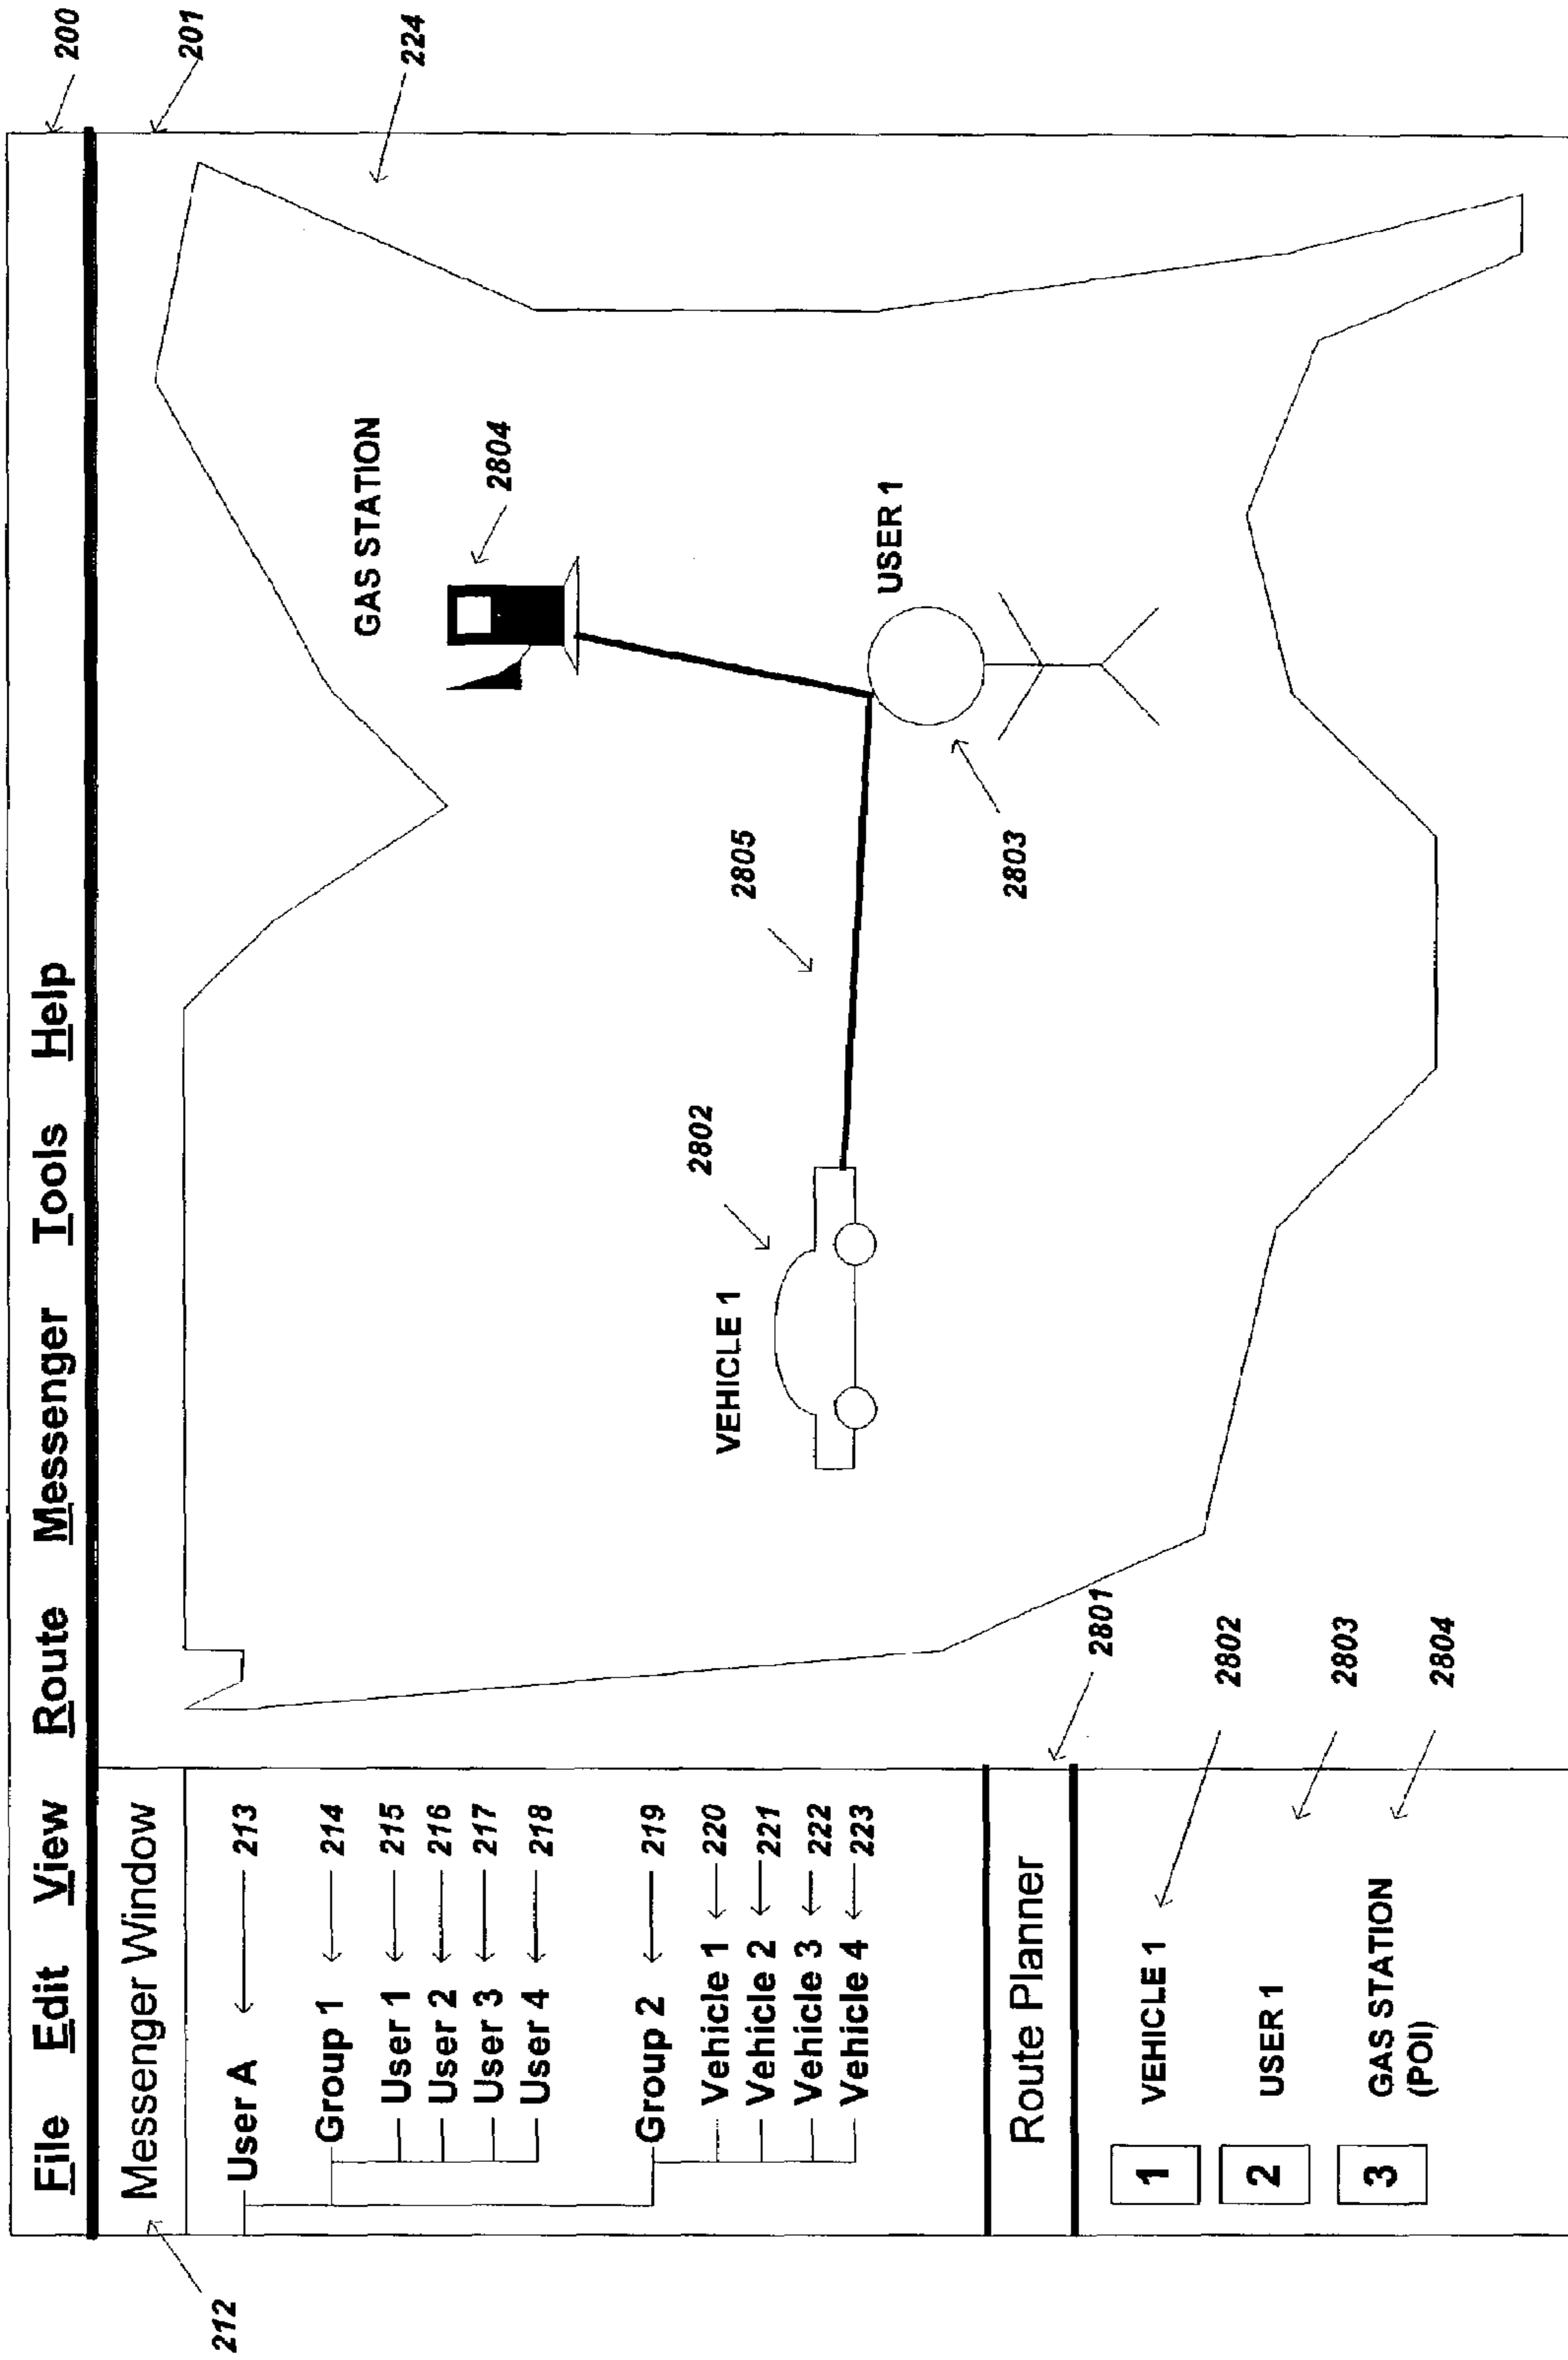 File Edit View Route Messenger Tools Help
200
201
212
Messenger Window
User A 213
Group 1 214
User 1 215
User 2 216
User 3 217
User 4 218
Group 2 219
Vehicle 1 220
Vehicle 2 221
Vehicle 3 222
Vehicle 4 223
Route Planner
2801
1 VEHICLE 1 2802
2 USER 1 2803
3 GAS STATION
(POI) 2804
224
GAS STATION
2804
VEHICLE 1
2802
2805
USER 1
2803